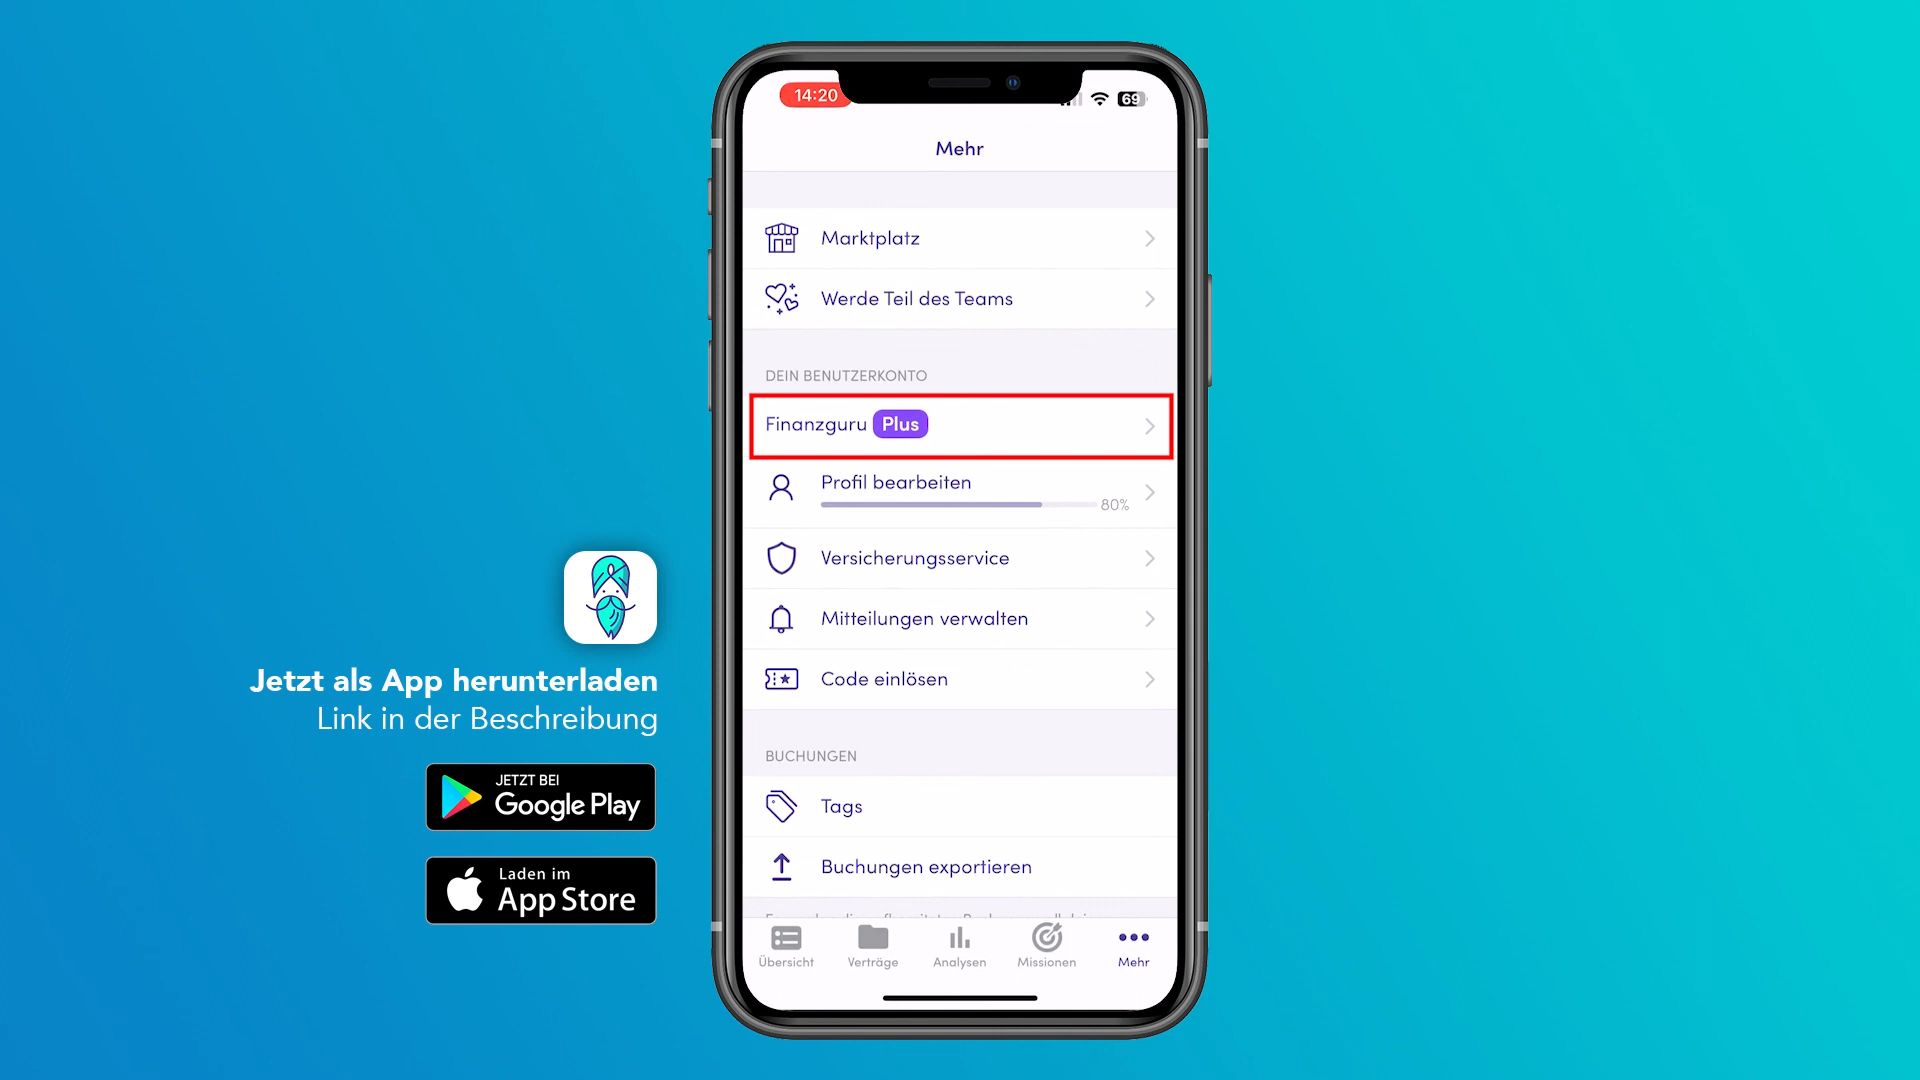 14:20
69
Mehr
Marktplatz
Werde Teil des Teams
DEIN BENUTZERKONTO
Finanzguru Plus
Profil bearbeiten
80%
Versicherungsservice
Mitteilungen verwalten
Code einlösen
BUCHUNGEN
Tags
Buchungen exportieren
Übersicht
Verträge
Analysen
Missionen
Mehr
Jetzt als App herunterladen
Link in der Beschreibung
JETZT BEI
Google Play
Laden im
App Store